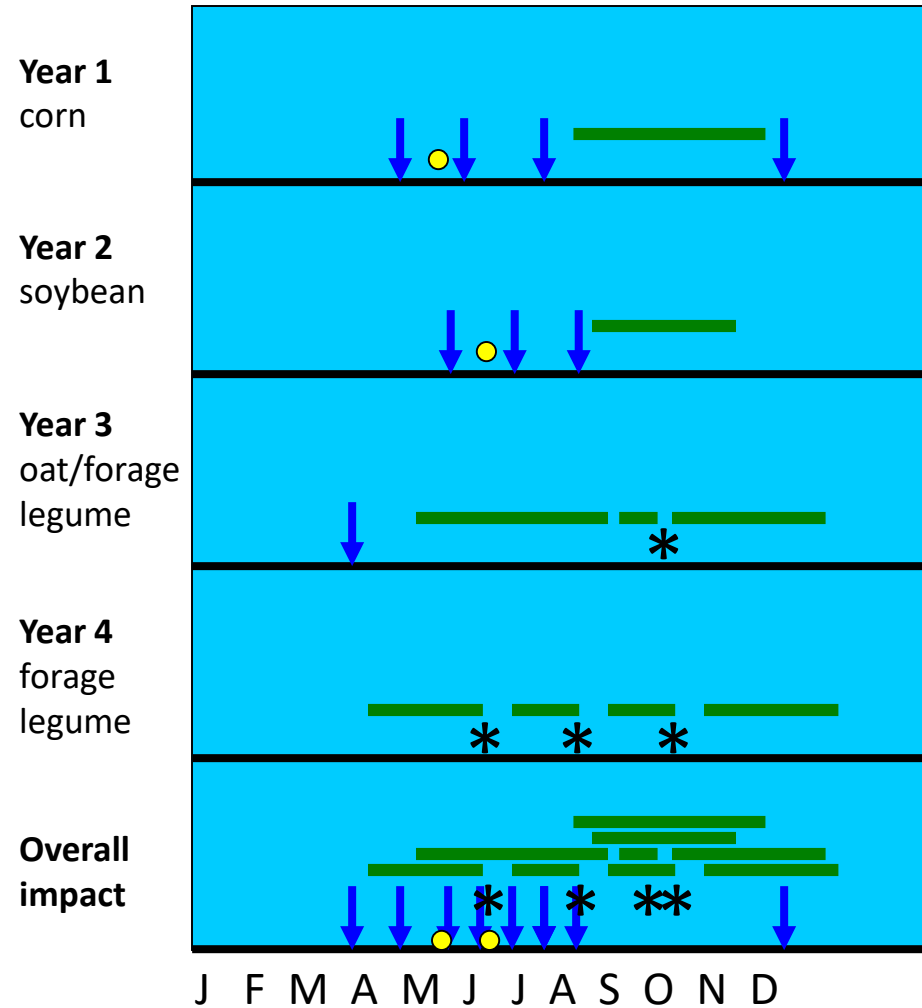 Year 1
corn
Year 2
soybean
Year 3
oat/forage
legume
Year 4
forage
legume
Overall
impact
J F M A M J J A S O N D